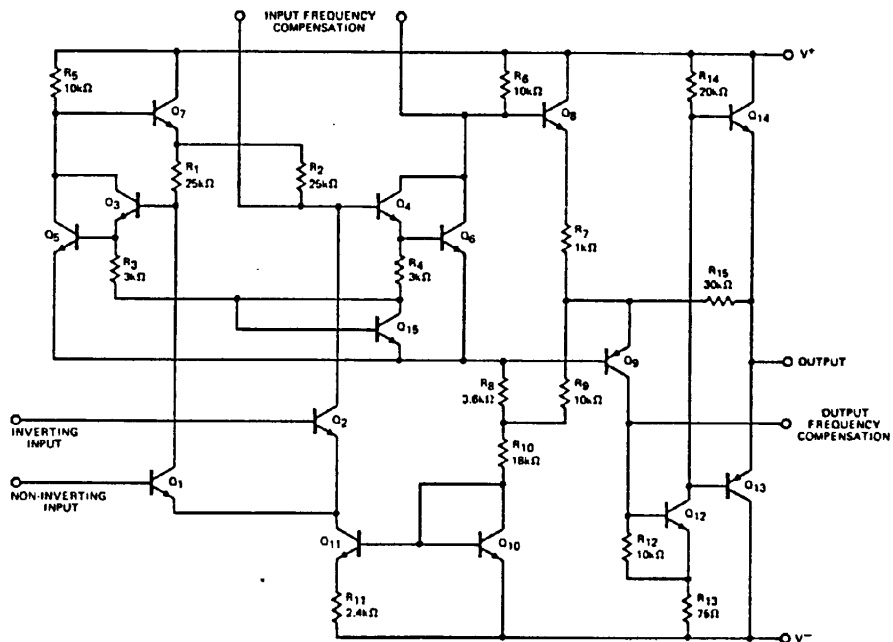 INPUT FREQUENCY
COMPENSATION
V+
R5
10kΩ
Q7
R6
10kΩ
Q8
R14
20kΩ
Q14
R1
25kΩ
R2
25kΩ
Q3
Q4
Q5
Q6
R3
3kΩ
R4
3kΩ
R7
1kΩ
R15
30kΩ
Q15
Q9
OUTPUT
R8
3.6kΩ
R9
10kΩ
OUTPUT
FREQUENCY
COMPENSATION
INVERTING
INPUT
Q2
R10
18kΩ
NON-INVERTING
INPUT
Q1
Q13
Q12
Q11
Q10
R12
10kΩ
R11
2.4kΩ
R13
75Ω
V−